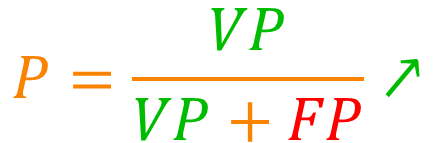 P = VP / (VP + FP) ↗